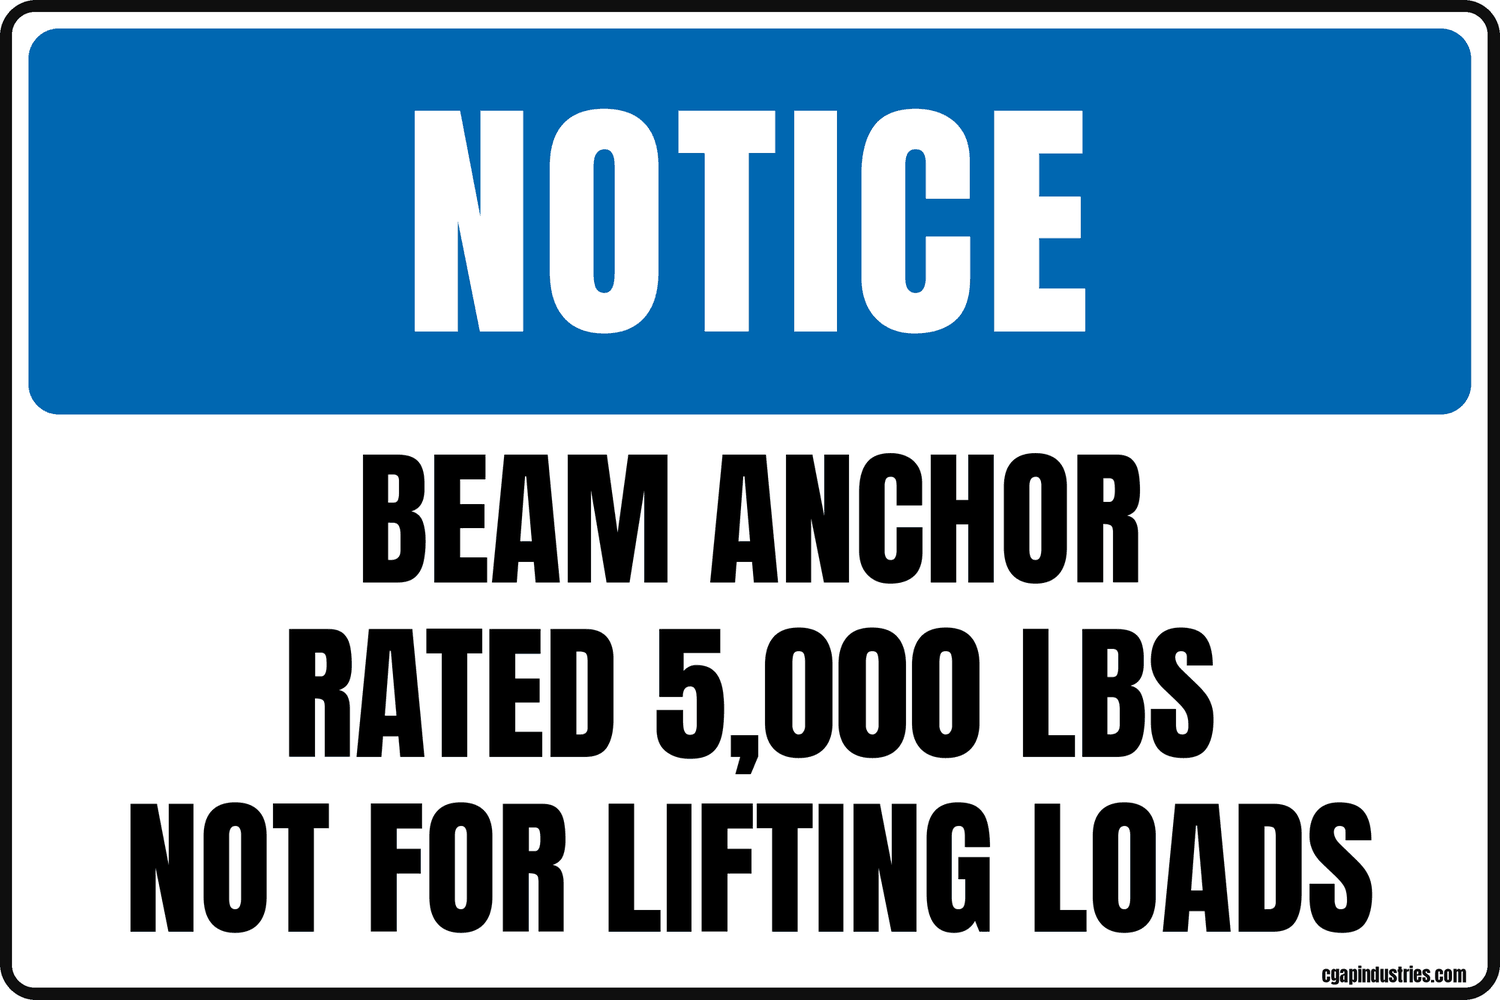 NOTICE
BEAM ANCHOR
RATED 5,000 LBS
NOT FOR LIFTING LOADS
cgapindustries.com